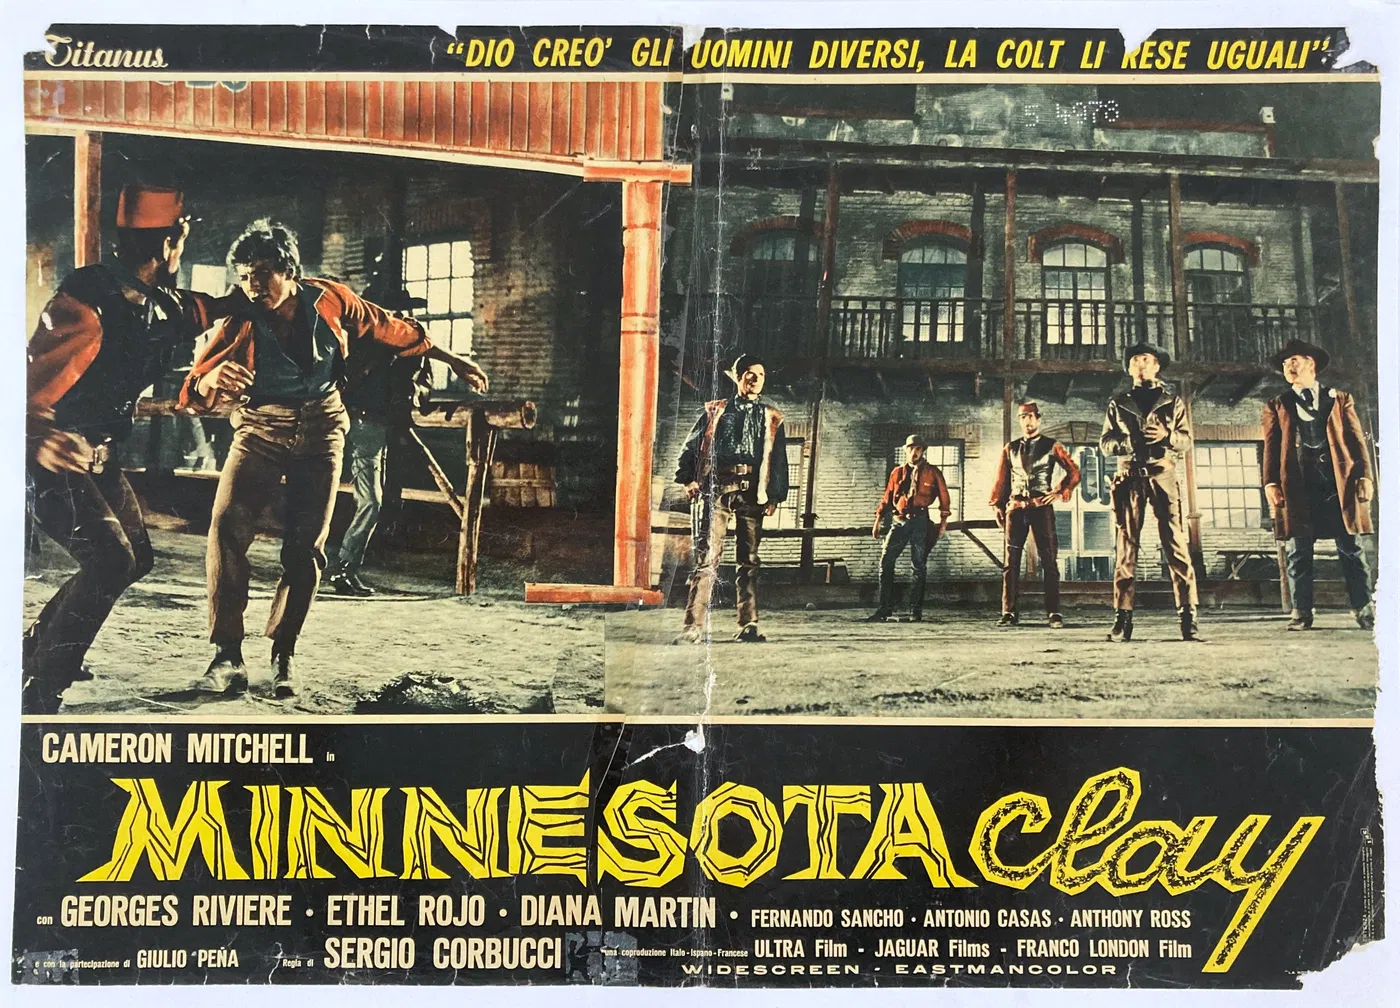 Titanus
"DIO CREO' GLI UOMINI DIVERSI, LA COLT LI RESE UGUALI"
5 4978
CAMERON MITCHELL in
MINNESOTA clay
con GEORGES RIVIERE · ETHEL ROJO · DIANA MARTIN · FERNANDO SANCHO · ANTONIO CASAS · ANTHONY ROSS
e con la partecipazione di GIULIO PEÑA Regia di SERGIO CORBUCCI una coproduzione Italo-Ispano-Francese ULTRA Film - JAGUAR Films - FRANCO LONDON Film
WIDESCREEN - EASTMANCOLOR